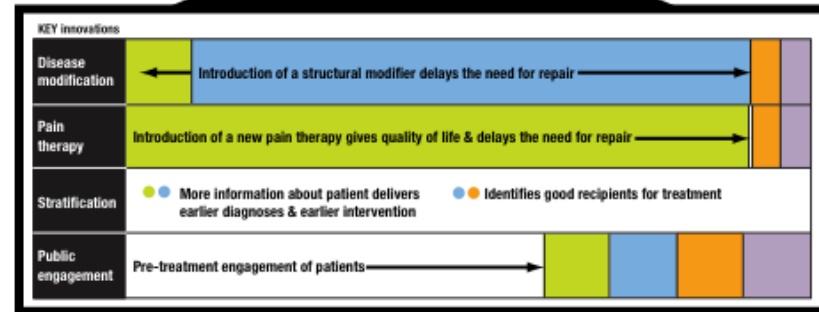 KEY innovations
Disease
modification
Introduction of a structural modifier delays the need for repair
Pain
therapy
Introduction of a new pain therapy gives quality of life & delays the need for repair
Stratification
More information about patient delivers
earlier diagnoses & earlier intervention
Identifies good recipients for treatment
Public
engagement
Pre-treatment engagement of patients